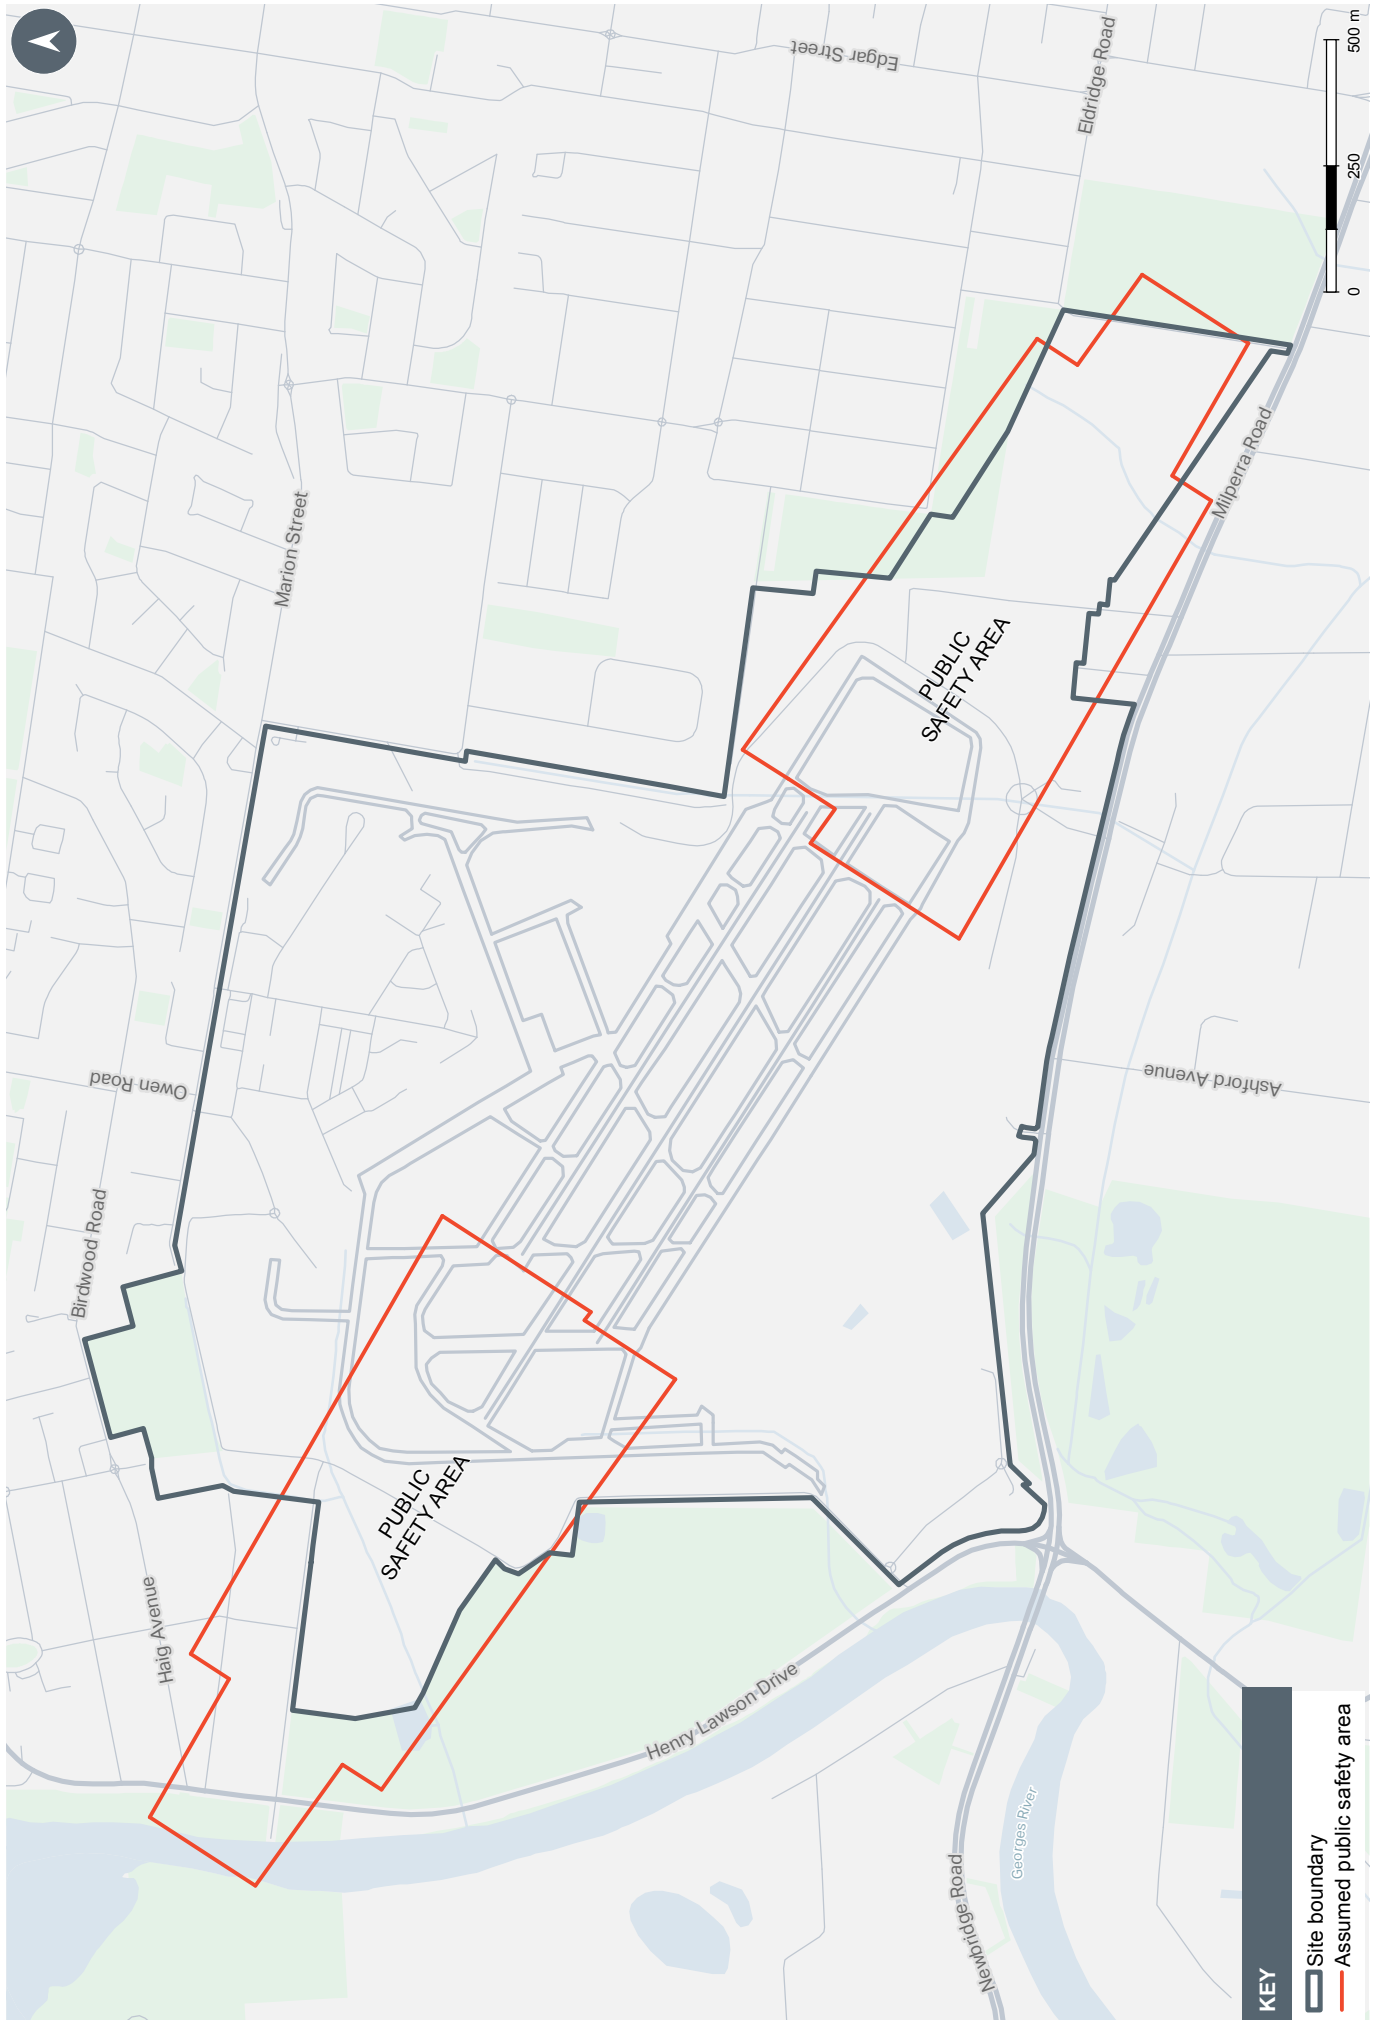 Edgar Street
Eldridge Road
500 m
250
0
Marion Street
Milperra Road
PUBLIC
SAFETY AREA
Owen Road
Ashford Avenue
Birdwood Road
PUBLIC
SAFETY AREA
Haig Avenue
Henry Lawson Drive
Georges River
Newbridge Road
KEY
Site boundary
Assumed public safety area